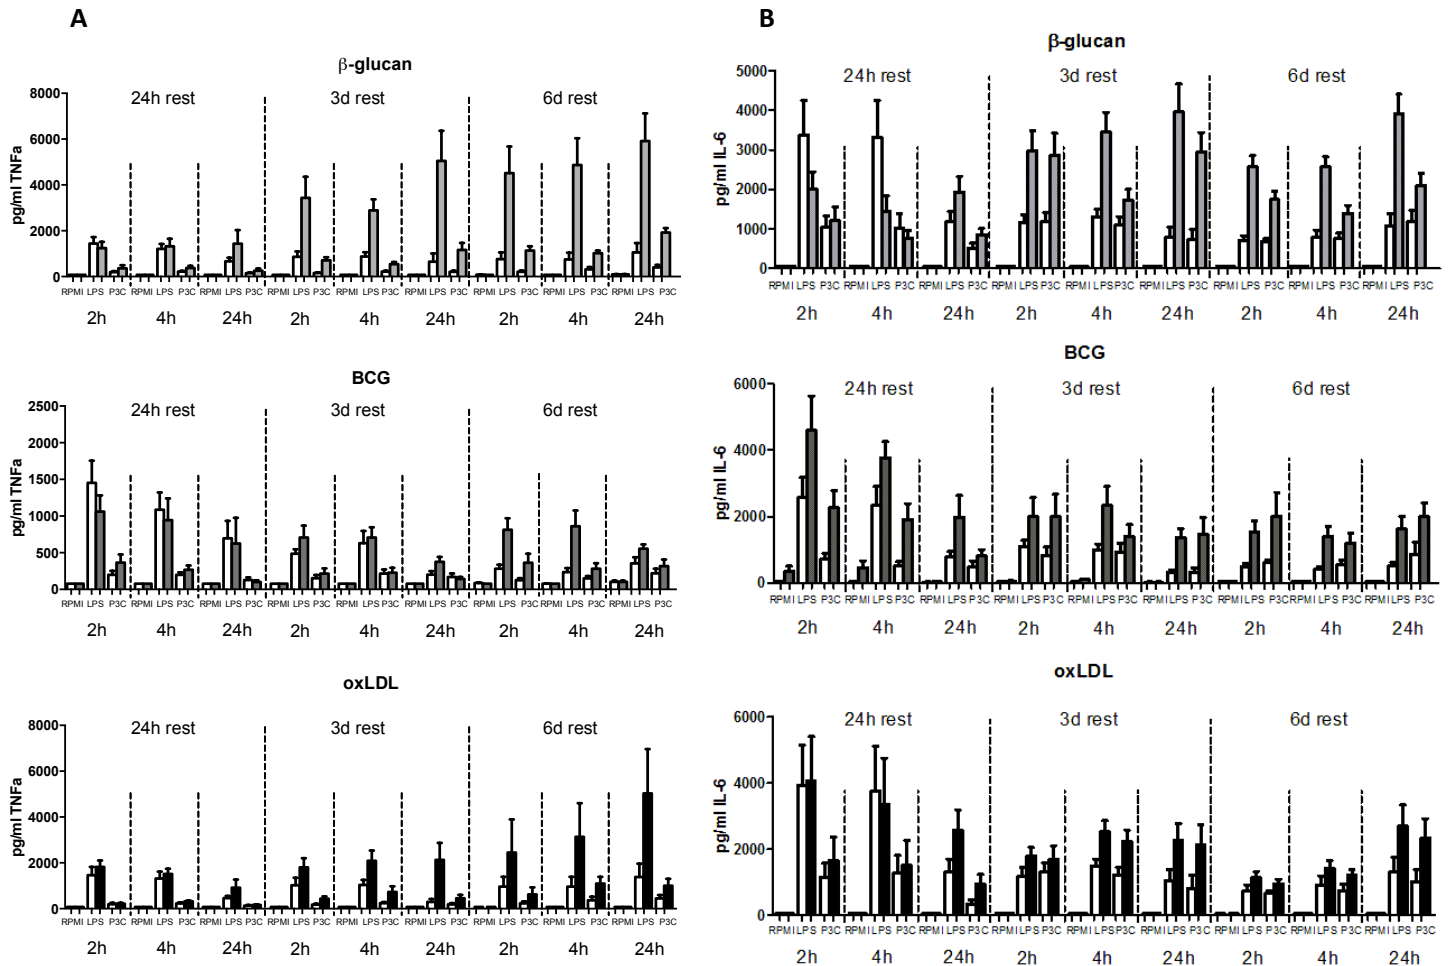 A
β-glucan
8000
6000
4000
2000
0
pg/ml TNFa
24h rest 3d rest 6d rest
RPMI LPS P3C RPMI LPS P3C RPMI LPS P3C RPMI LPS P3C RPMI LPS P3C RPMI LPS P3C RPMI LPS P3C RPMI LPS P3C RPMI LPS P3C
2h 4h 24h 2h 4h 24h 2h 4h 24h
BCG
2500
2000
1500
1000
500
0
pg/ml TNFa
24h rest 3d rest 6d rest
RPMI LPS P3C RPMI LPS P3C RPMI LPS P3C RPMI LPS P3C RPMI LPS P3C RPMI LPS P3C RPMI LPS P3C RPMI LPS P3C RPMI LPS P3C
2h 4h 24h 2h 4h 24h 2h 4h 24h
oxLDL
8000
6000
4000
2000
0
pg/ml TNFa
24h rest 3d rest 6d rest
RPMI LPS P3C RPMI LPS P3C RPMI LPS P3C RPMI LPS P3C RPMI LPS P3C RPMI LPS P3C RPMI LPS P3C RPMI LPS P3C RPMI LPS P3C
2h 4h 24h 2h 4h 24h 2h 4h 24h
B
β-glucan
5000
4000
3000
2000
1000
0
pg/ml IL-6
24h rest 3d rest 6d rest
RPMI LPS P3C RPMI LPS P3C RPMI LPS P3C RPMI LPS P3C RPMI LPS P3C RPMI LPS P3C RPMI LPS P3C RPMI LPS P3C RPMI LPS P3C
2h 4h 24h 2h 4h 24h 2h 4h 24h
BCG
6000
4000
2000
0
pg/ml IL-6
24h rest 3d rest 6d rest
RPMI LPS P3C RPMI LPS P3C RPMI LPS P3C RPMI LPS P3C RPMI LPS P3C RPMI LPS P3C RPMI LPS P3C RPMI LPS P3C RPMI LPS P3C
2h 4h 24h 2h 4h 24h 2h 4h 24h
oxLDL
6000
4000
2000
0
pg/ml IL-6
24h rest 3d rest 6d rest
RPMI LPS P3C RPMI LPS P3C RPMI LPS P3C RPMI LPS P3C RPMI LPS P3C RPMI LPS P3C RPMI LPS P3C RPMI LPS P3C RPMI LPS P3C
2h 4h 24h 2h 4h 24h 2h 4h 24h